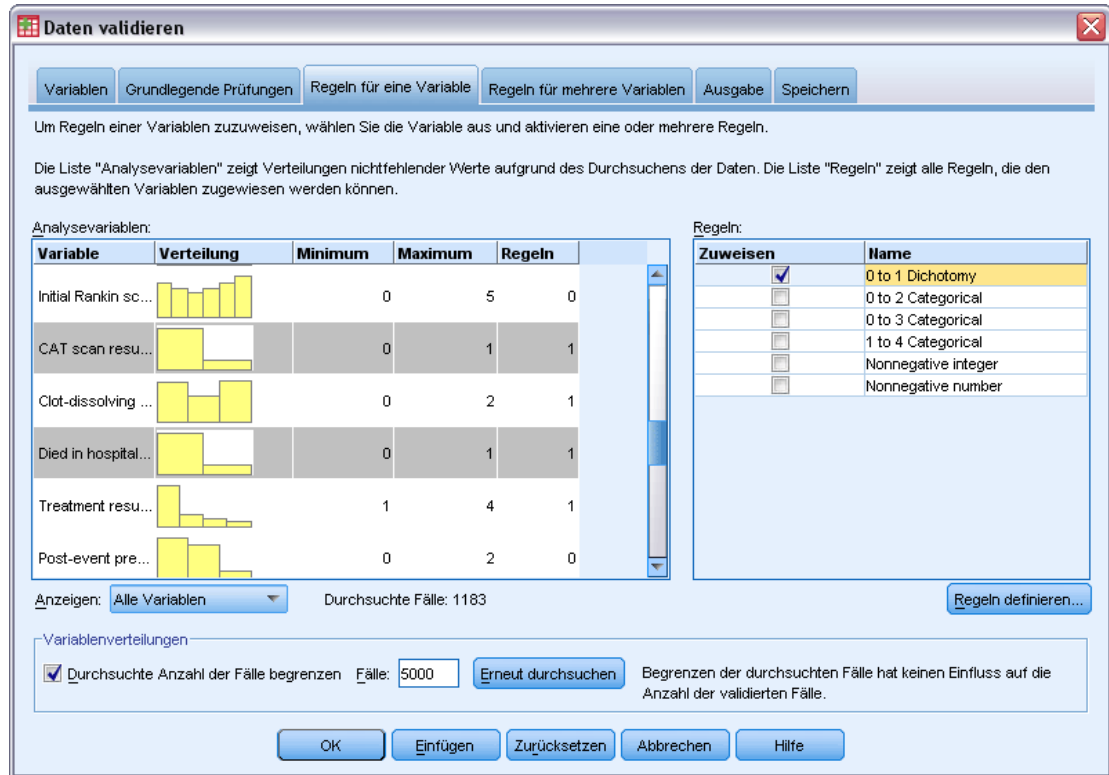 Daten validieren
Variablen Grundlegende Prüfungen Regeln für eine Variable Regeln für mehrere Variablen Ausgabe Speichern
Um Regeln einer Variablen zuzuweisen, wählen Sie die Variable aus und aktivieren eine oder mehrere Regeln.
Die Liste "Analysevariablen" zeigt Verteilungen nichtfehlender Werte aufgrund des Durchsuchens der Daten. Die Liste "Regeln" zeigt alle Regeln, die den
ausgewählten Variablen zugewiesen werden können.
Analysevariablen:
Variable Verteilung Minimum Maximum Regeln
Initial Rankin sc... 0 5 0
CAT scan resu... 0 1 1
Clot-dissolving ... 0 2 1
Died in hospital... 0 1 1
Treatment resu... 1 4 1
Post-event pre... 0 2 0
Regeln:
Zuweisen Name
0 to 1 Dichotomy
0 to 2 Categorical
0 to 3 Categorical
1 to 4 Categorical
Nonnegative integer
Nonnegative number
Anzeigen: Alle Variablen Durchsuchte Fälle: 1183 Regeln definieren...
Variablenverteilungen
Durchsuchte Anzahl der Fälle begrenzen Fälle: 5000 Erneut durchsuchen
Begrenzen der durchsuchten Fälle hat keinen Einfluss auf die
Anzahl der validierten Fälle.
OK Einfügen Zurücksetzen Abbrechen Hilfe